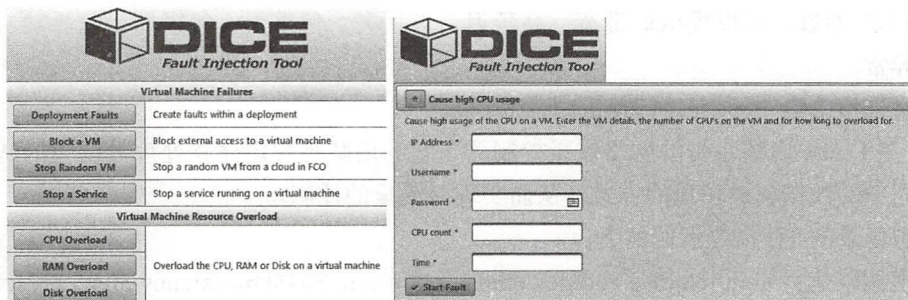 DICE
Fault Injection Tool
Virtual Machine Failures
Deployment Faults
Create faults within a deployment
Block a VM
Block external access to a virtual machine
Stop Random VM
Stop a random VM from a cloud in FCO
Stop a Service
Stop a service running on a virtual machine
Virtual Machine Resource Overload
CPU Overload
RAM Overload
Overload the CPU, RAM or Disk on a virtual machine
Disk Overload
DICE
Fault Injection Tool
Cause high CPU usage
Cause high usage of the CPU on a VM. Enter the VM details, the number of CPU's on the VM and for how long to overload for.
IP Address *
Username *
Password *
CPU count *
Time *
Start Fault